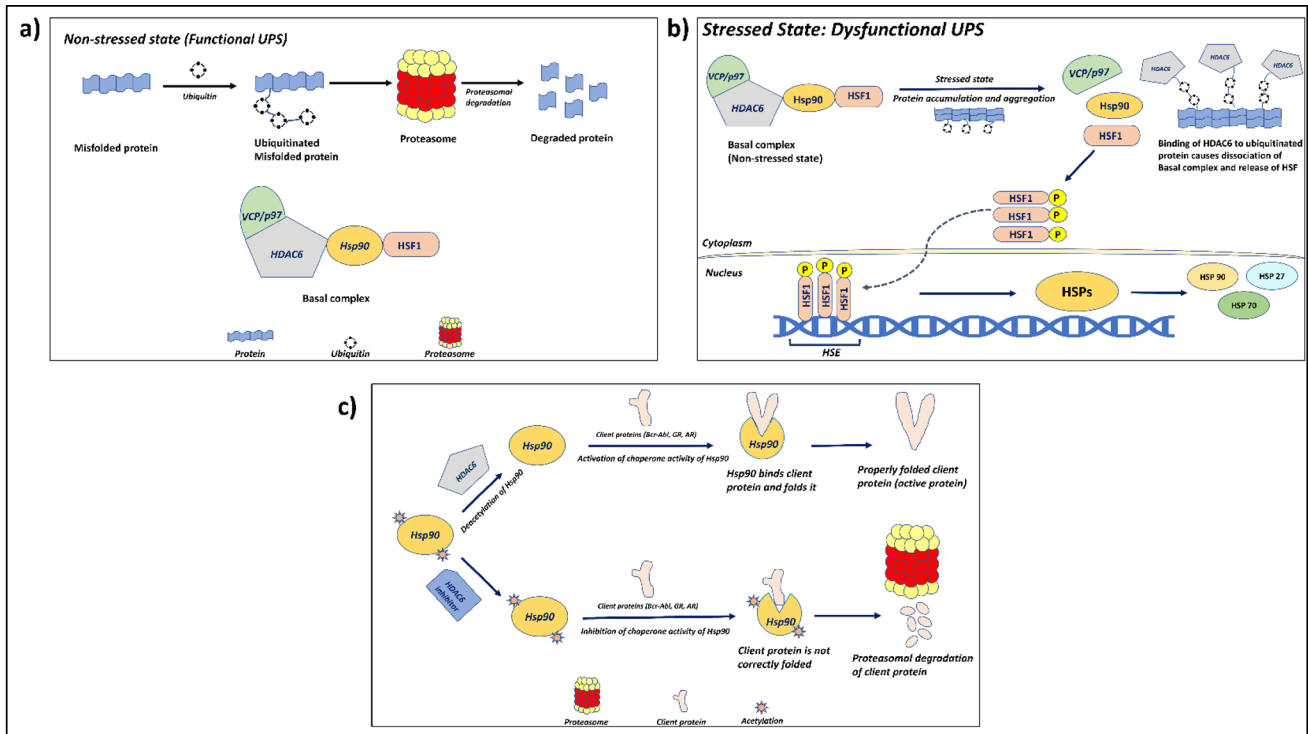 a)
Non-stressed state (Functional UPS)
Ubiquitin
Misfolded protein
Ubiquitinated
Misfolded protein
Proteasome
Proteasomal
degradation
Degraded protein
VCP/p97
HDAC6
Hsp90
HSF1
Basal complex
Protein
Ubiquitin
Proteasome
b)
Stressed State: Dysfunctional UPS
VCP/p97
HDAC6
Hsp90
HSF1
Basal complex
(Non-stressed state)
Stressed state
Protein accumulation and aggregation
VCP/p97
Hsp90
HSF1
HDAC6
HDAC6
HDAC6
Binding of HDAC6 to ubiquitinated
protein causes dissociation of
Basal complex and release of HSF
HSF1 P
HSF1 P
HSF1 P
Cytoplasm
Nucleus
P
P
P
HSF1
HSF1
HSF1
HSE
HSPs
HSP 90
HSP 27
HSP 70
c)
Hsp90
HDAC6
Deacetylation of Hsp90
Hsp90
Client proteins (Bcr-Abl, GR, AR)
Activation of chaperone activity of Hsp90
Hsp90
Hsp90 binds client
protein and folds it
Properly folded client
protein (active protein)
HDAC6
inhibitor
Hsp90
Client proteins (Bcr-Abl, GR, AR)
Inhibition of chaperone activity of Hsp90
Hsp90
Client protein is not
correctly folded
Proteasomal degradation
of client protein
Proteasome
Client protein
Acetylation